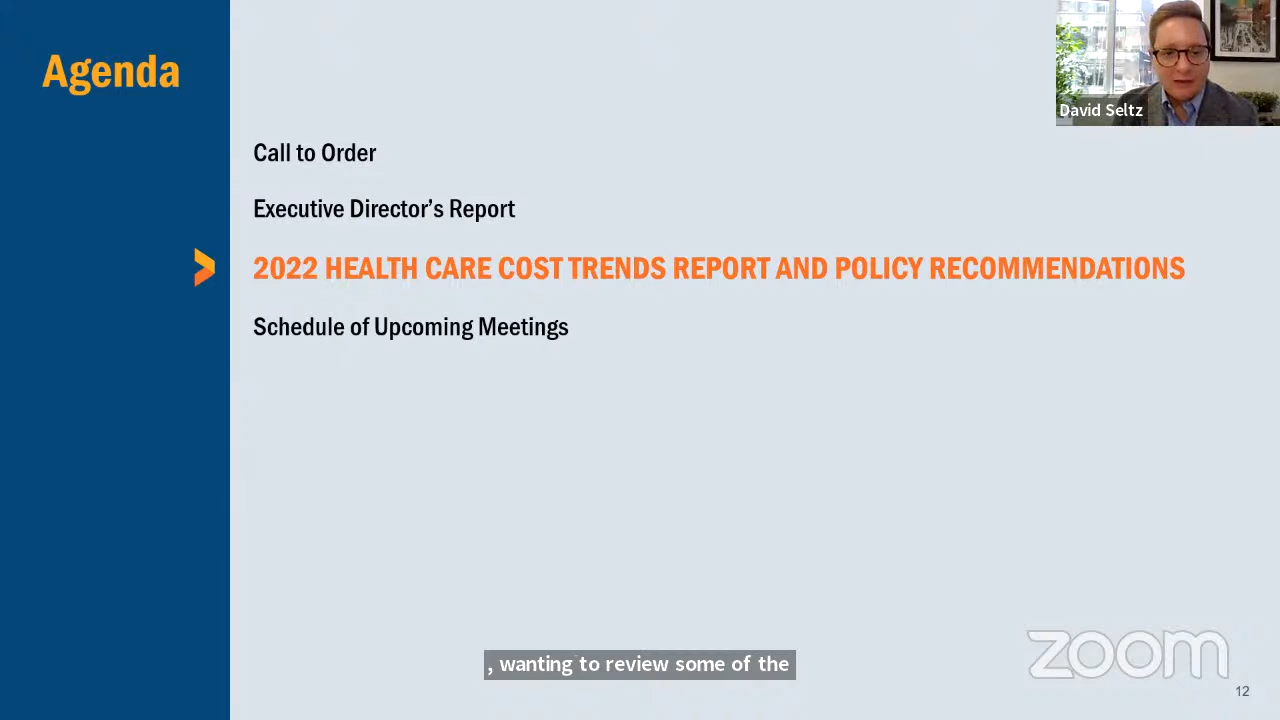 Agenda
David Seltz
Call to Order
Executive Director's Report
2022 HEALTH CARE COST TRENDS REPORT AND POLICY RECOMMENDATIONS
Schedule of Upcoming Meetings
, wanting to review some of the
zoom
12